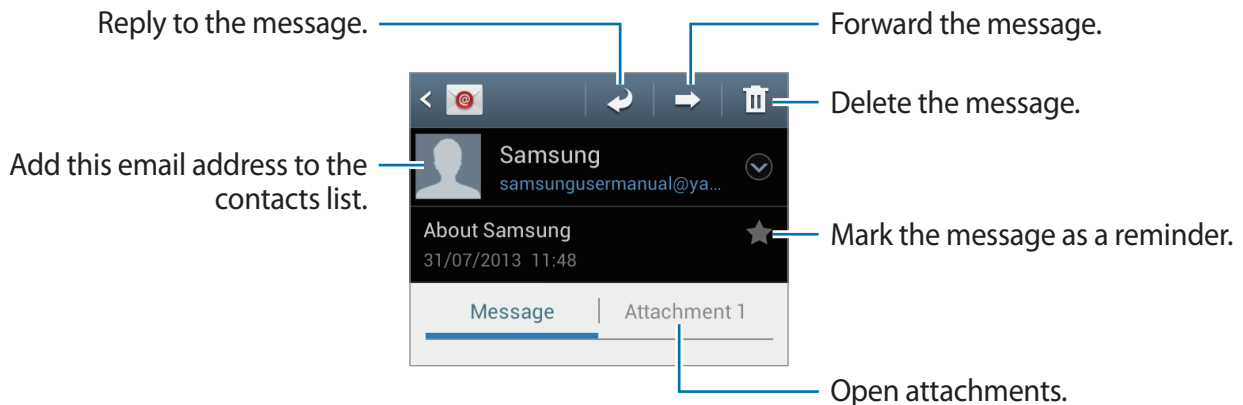 Reply to the message.
Forward the message.
@
Delete the message.
Add this email address to the
contacts list.
Samsung
samsungusermanual@ya...
About Samsung
31/07/2013 11:48
Mark the message as a reminder.
Message
Attachment 1
Open attachments.